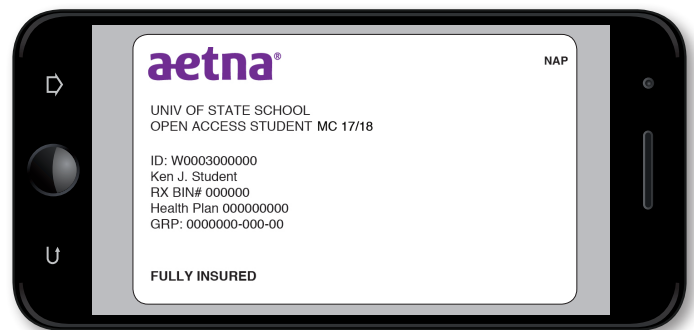 aetna®
NAP
UNIV OF STATE SCHOOL
OPEN ACCESS STUDENT MC 17/18
ID: W0003000000
Ken J. Student
RX BIN# 000000
Health Plan 000000000
GRP: 0000000-000-00
FULLY INSURED